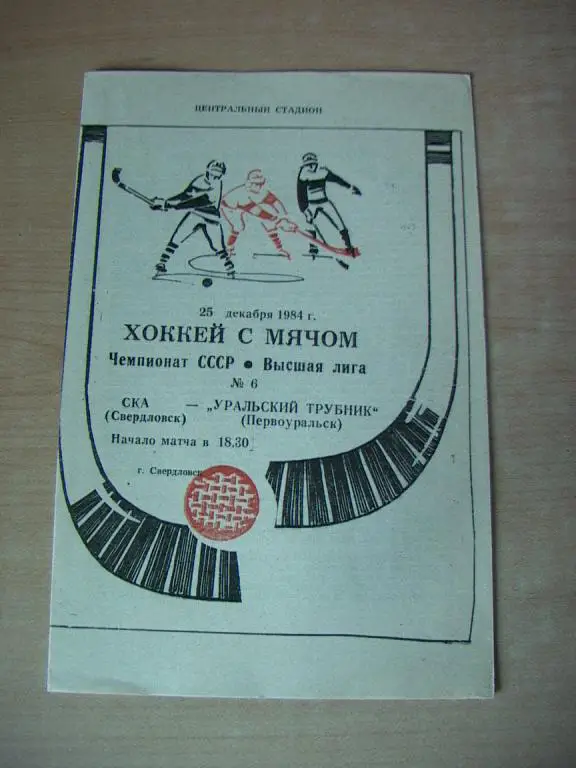 ЦЕНТРАЛЬНЫЙ СТАДИОН
25 декабря 1984 г.
ХОККЕЙ С МЯЧОМ
Чемпионат СССР ● Высшая лига
№ 6
СКА — „УРАЛЬСКИЙ ТРУБНИК“
(Свердловск) (Первоуральск)
Начало матча в 18.30
г. Свердловск